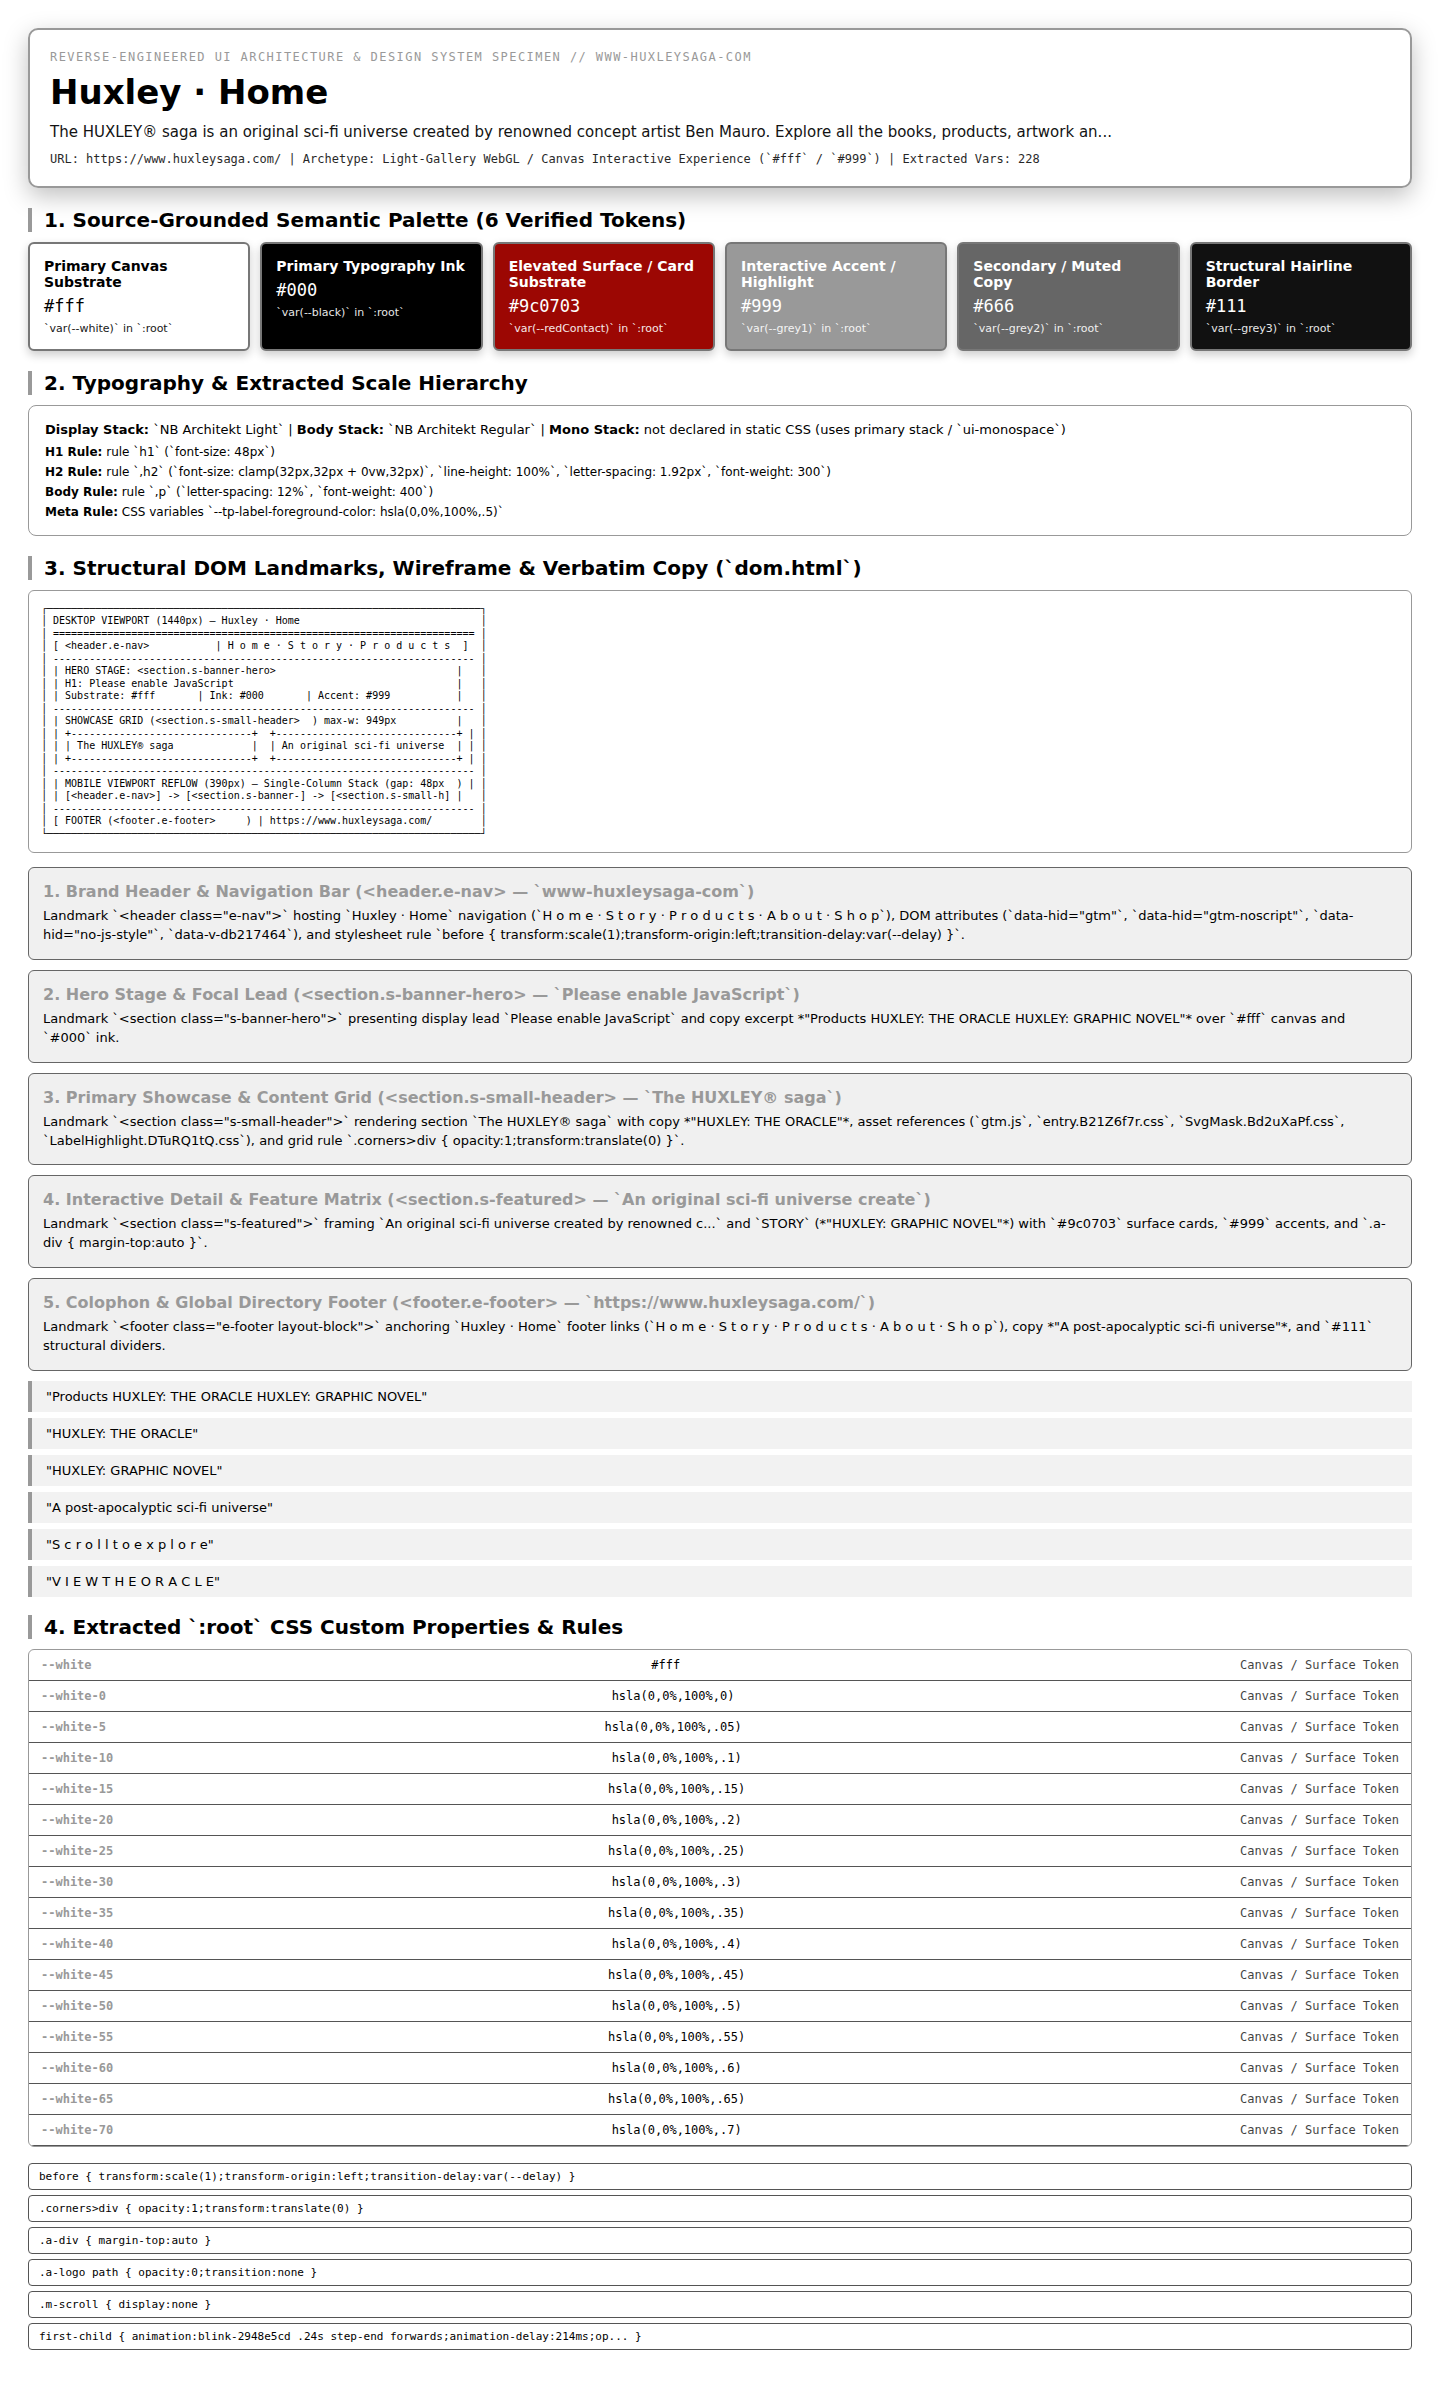 REVERSE-ENGINEERED UI ARCHITECTURE & DESIGN SYSTEM SPECIMEN // WWW-HUXLEYSAGA-COM
Huxley · Home
The HUXLEY® saga is an original sci-fi universe created by renowned concept artist Ben Mauro. Explore all the books, products, artwork an...
URL: https://www.huxleysaga.com/ | Archetype: Light-Gallery WebGL / Canvas Interactive Experience (`#fff` / `#999`) | Extracted Vars: 228
1. Source-Grounded Semantic Palette (6 Verified Tokens)
Primary Canvas
Substrate
#fff
`var(--white)` in `:root`
Primary Typography Ink
#000
`var(--black)` in `:root`
Elevated Surface / Card
Substrate
#9c0703
`var(--redContact)` in `:root`
Interactive Accent /
Highlight
#999
`var(--grey1)` in `:root`
Secondary / Muted
Copy
#666
`var(--grey2)` in `:root`
Structural Hairline
Border
#111
`var(--grey3)` in `:root`
2. Typography & Extracted Scale Hierarchy
Display Stack: `NB Architekt Light` | Body Stack: `NB Architekt Regular` | Mono Stack: not declared in static CSS (uses primary stack / `ui-monospace`)
H1 Rule: rule `h1` (`font-size: 48px`)
H2 Rule: rule `,h2` (`font-size: clamp(32px,32px + 0vw,32px)`, `line-height: 100%`, `letter-spacing: 1.92px`, `font-weight: 300`)
Body Rule: rule `,p` (`letter-spacing: 12%`, `font-weight: 400`)
Meta Rule: CSS variables `--tp-label-foreground-color: hsla(0,0%,100%,.5)`
3. Structural DOM Landmarks, Wireframe & Verbatim Copy (`dom.html`)
DESKTOP VIEWPORT (1440px) — Huxley · Home
======================================================================
[ <header.e-nav> | H o m e · S t o r y · P r o d u c t s ]
----------------------------------------------------------------------
| HERO STAGE: <section.s-banner-hero> |
| H1: Please enable JavaScript |
| Substrate: #fff | Ink: #000 | Accent: #999 |
----------------------------------------------------------------------
| SHOWCASE GRID (<section.s-small-header> ) max-w: 949px |
| +------------------------------+ +------------------------------+ |
| | The HUXLEY® saga | | An original sci-fi universe | |
| +------------------------------+ +------------------------------+ |
----------------------------------------------------------------------
| MOBILE VIEWPORT REFLOW (390px) — Single-Column Stack (gap: 48px ) |
| [<header.e-nav>] -> [<section.s-banner-] -> [<section.s-small-h] |
----------------------------------------------------------------------
[ FOOTER (<footer.e-footer> ) | https://www.huxleysaga.com/
1. Brand Header & Navigation Bar (<header.e-nav> — `www-huxleysaga-com`)
Landmark `<header class="e-nav">` hosting `Huxley · Home` navigation (`H o m e · S t o r y · P r o d u c t s · A b o u t · S h o p`), DOM attributes (`data-hid="gtm"`, `data-hid="gtm-noscript"`, `data-
hid="no-js-style"`, `data-v-db217464`), and stylesheet rule `before { transform:scale(1);transform-origin:left;transition-delay:var(--delay) }`.
2. Hero Stage & Focal Lead (<section.s-banner-hero> — `Please enable JavaScript`)
Landmark `<section class="s-banner-hero">` presenting display lead `Please enable JavaScript` and copy excerpt *"Products HUXLEY: THE ORACLE HUXLEY: GRAPHIC NOVEL"* over `#fff` canvas and
`#000` ink.
3. Primary Showcase & Content Grid (<section.s-small-header> — `The HUXLEY® saga`)
Landmark `<section class="s-small-header">` rendering section `The HUXLEY® saga` with copy *"HUXLEY: THE ORACLE"*, asset references (`gtm.js`, `entry.B21Z6f7r.css`, `SvgMask.Bd2uXaPf.css`,
`LabelHighlight.DTuRQ1tQ.css`), and grid rule `.corners>div { opacity:1;transform:translate(0) }`.
4. Interactive Detail & Feature Matrix (<section.s-featured> — `An original sci-fi universe create`)
Landmark `<section class="s-featured">` framing `An original sci-fi universe created by renowned c...` and `STORY` (*"HUXLEY: GRAPHIC NOVEL"*) with `#9c0703` surface cards, `#999` accents, and `.a-
div { margin-top:auto }`.
5. Colophon & Global Directory Footer (<footer.e-footer> — `https://www.huxleysaga.com/`)
Landmark `<footer class="e-footer layout-block">` anchoring `Huxley · Home` footer links (`H o m e · S t o r y · P r o d u c t s · A b o u t · S h o p`), copy *"A post-apocalyptic sci-fi universe"*, and `#111`
structural dividers.
"Products HUXLEY: THE ORACLE HUXLEY: GRAPHIC NOVEL"
"HUXLEY: THE ORACLE"
"HUXLEY: GRAPHIC NOVEL"
"A post-apocalyptic sci-fi universe"
"S c r o l l t o e x p l o r e"
"V I E W T H E O R A C L E"
4. Extracted `:root` CSS Custom Properties & Rules
--white #fff Canvas / Surface Token
--white-0 hsla(0,0%,100%,0) Canvas / Surface Token
--white-5 hsla(0,0%,100%,.05) Canvas / Surface Token
--white-10 hsla(0,0%,100%,.1) Canvas / Surface Token
--white-15 hsla(0,0%,100%,.15) Canvas / Surface Token
--white-20 hsla(0,0%,100%,.2) Canvas / Surface Token
--white-25 hsla(0,0%,100%,.25) Canvas / Surface Token
--white-30 hsla(0,0%,100%,.3) Canvas / Surface Token
--white-35 hsla(0,0%,100%,.35) Canvas / Surface Token
--white-40 hsla(0,0%,100%,.4) Canvas / Surface Token
--white-45 hsla(0,0%,100%,.45) Canvas / Surface Token
--white-50 hsla(0,0%,100%,.5) Canvas / Surface Token
--white-55 hsla(0,0%,100%,.55) Canvas / Surface Token
--white-60 hsla(0,0%,100%,.6) Canvas / Surface Token
--white-65 hsla(0,0%,100%,.65) Canvas / Surface Token
--white-70 hsla(0,0%,100%,.7) Canvas / Surface Token
before { transform:scale(1);transform-origin:left;transition-delay:var(--delay) }
.corners>div { opacity:1;transform:translate(0) }
.a-div { margin-top:auto }
.a-logo path { opacity:0;transition:none }
.m-scroll { display:none }
first-child { animation:blink-2948e5cd .24s step-end forwards;animation-delay:214ms;op... }